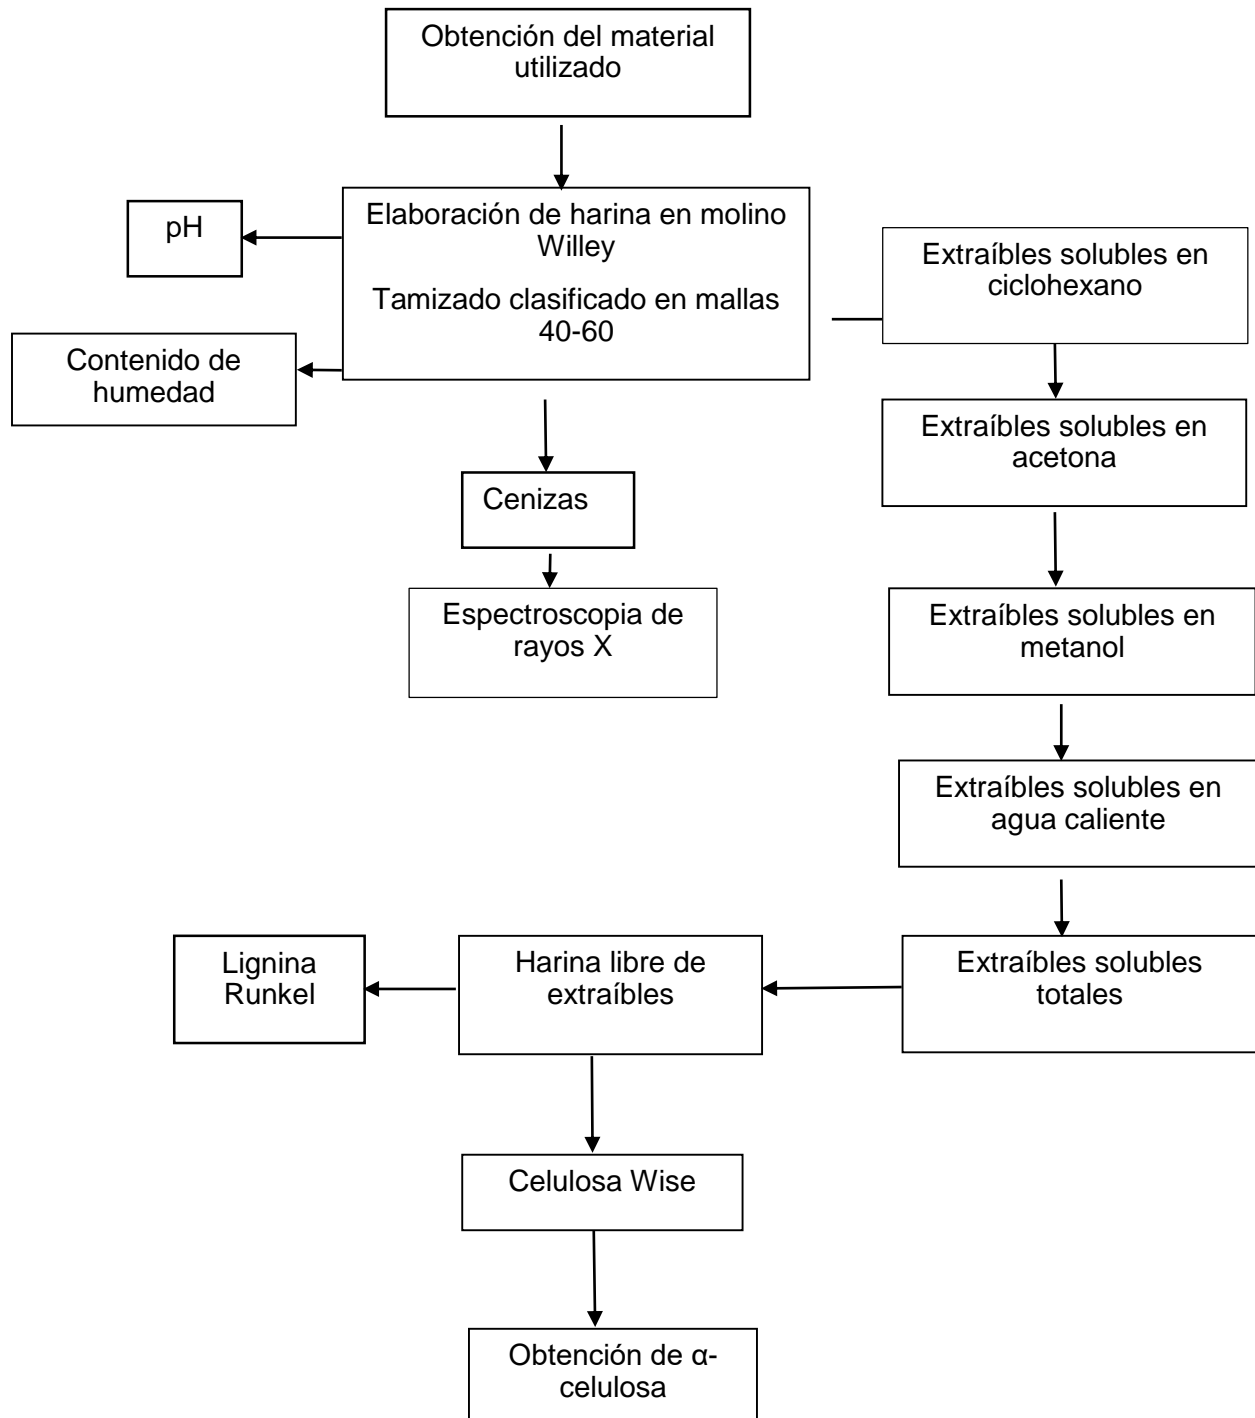 Obtención del material
utilizado
Elaboración de harina en molino
Willey
Tamizado clasificado en mallas
40-60
pH
Contenido de
humedad
Extraíbles solubles en
ciclohexano
Extraíbles solubles en
acetona
Cenizas
Espectroscopia de
rayos X
Extraíbles solubles en
metanol
Extraíbles solubles en
agua caliente
Extraíbles solubles
totales
Harina libre de
extraíbles
Lignina
Runkel
Celulosa Wise
Obtención de α-
celulosa